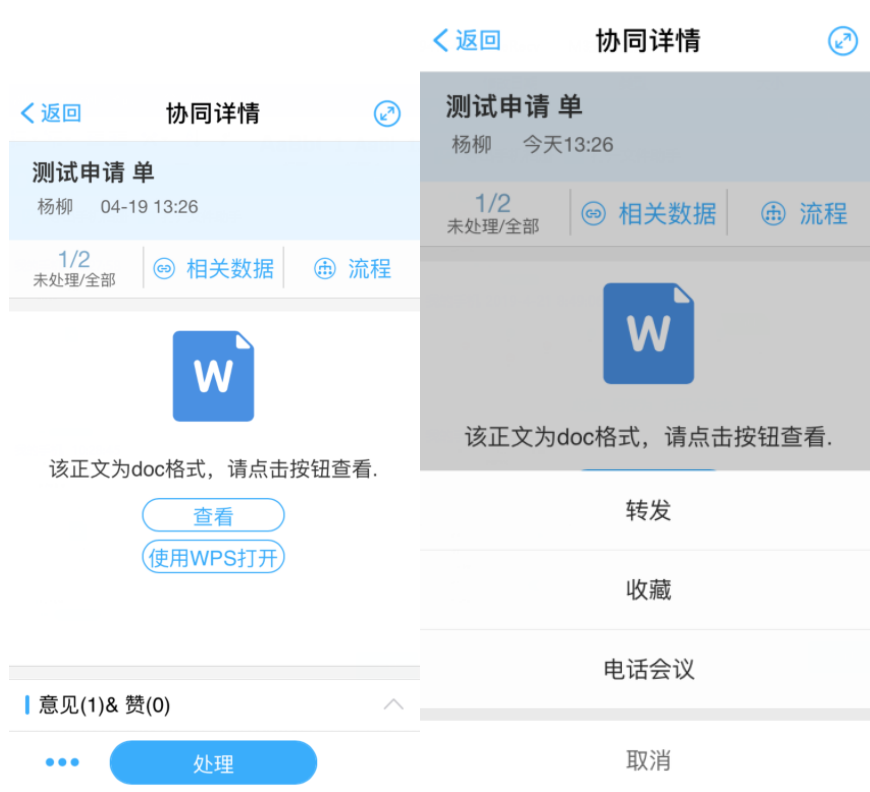 返回 协同详情
测试申请 单
杨柳 04-19 13:26
1/2
未处理/全部
相关数据
流程
W
该正文为doc格式，请点击按钮查看.
查看
使用WPS打开
意见(1)& 赞(0)
处理
返回 协同详情
测试申请 单
杨柳 今天13:26
1/2
未处理/全部
相关数据
流程
W
该正文为doc格式，请点击按钮查看.
转发
收藏
电话会议
取消